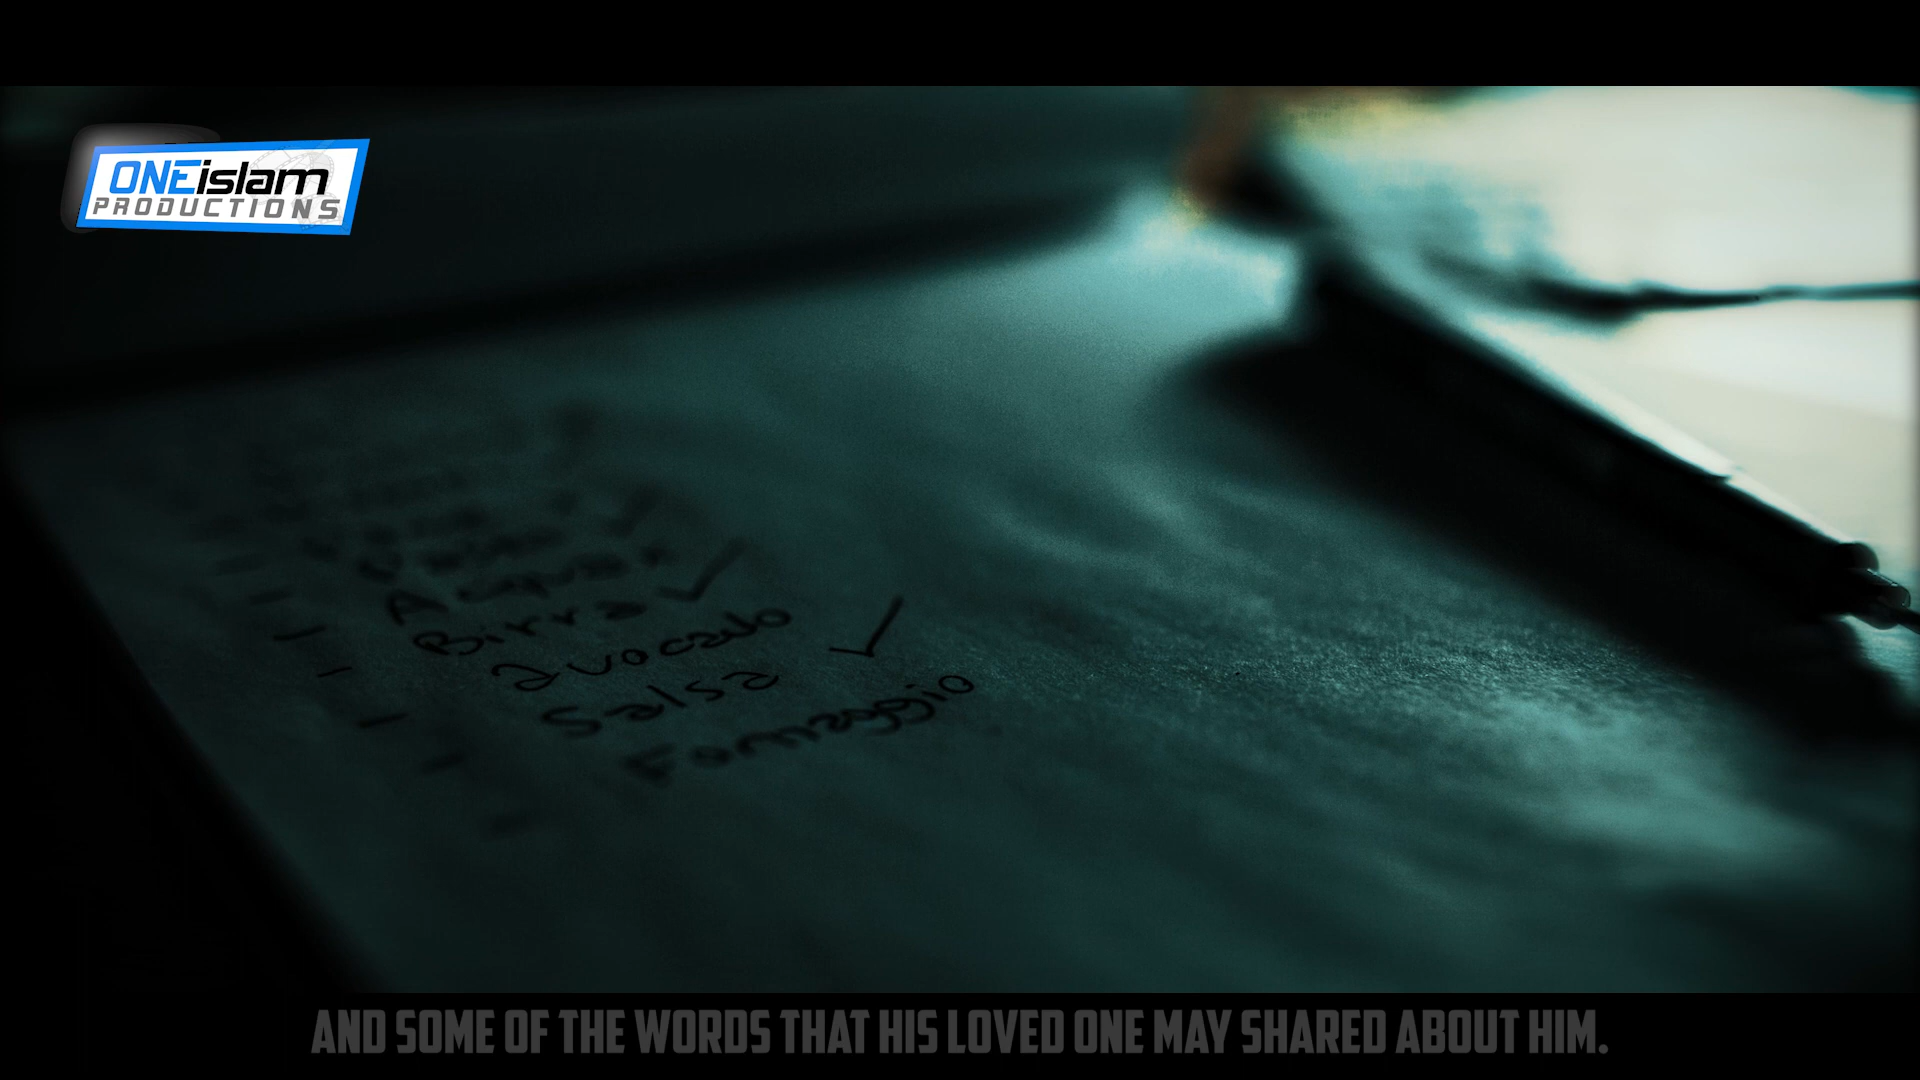 ONEislam
PRODUCTIONS
Birra ✓
avocado
Salsa ✓
Formaggio
AND SOME OF THE WORDS THAT HIS LOVED ONE MAY SHARED ABOUT HIM.